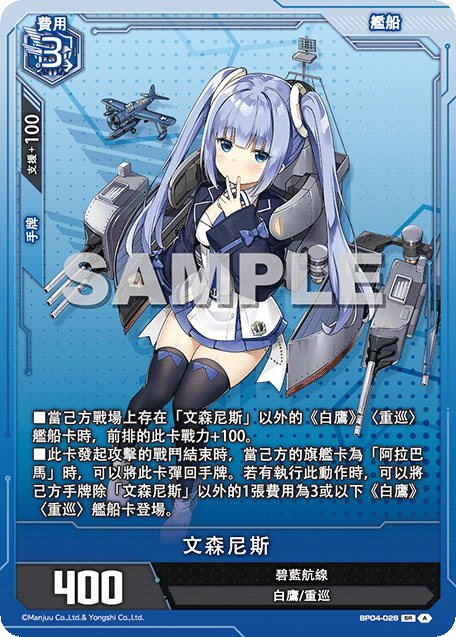 費用
3
艦船
支援+100
手牌
SAMPLE
■當己方戰場上存在「文森尼斯」以外的《白鷹》〈重巡〉
艦船卡時，前排的此卡戰力+100。
■此卡發起攻擊的戰鬥結束時，當己方的旗艦卡為「阿拉巴
馬」時，可以將此卡彈回手牌。若有執行此動作時，可以將
己方手牌除「文森尼斯」以外的1張費用為3或以下《白鷹》
〈重巡〉艦船卡登場。
文森尼斯
400
碧藍航線
白鷹/重巡
©Manjuu Co.,Ltd.& Yongshi Co.,Ltd.
BP04-026 SR A